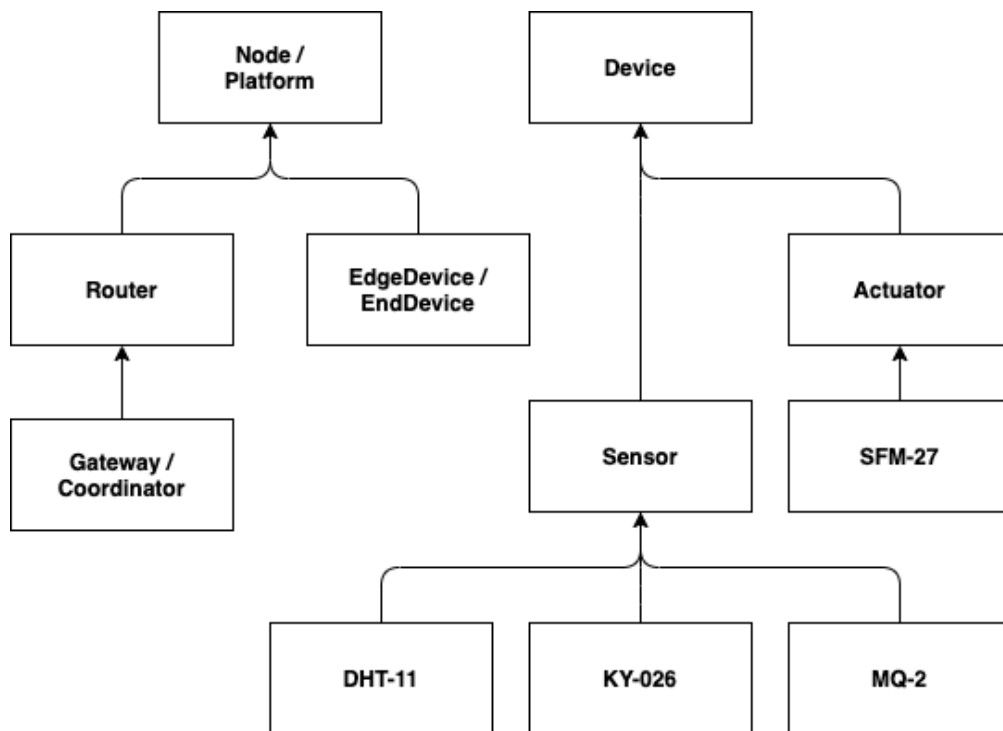 Node /
Platform
Device
Router
EdgeDevice /
EndDevice
Actuator
Gateway /
Coordinator
Sensor
SFM-27
DHT-11
KY-026
MQ-2